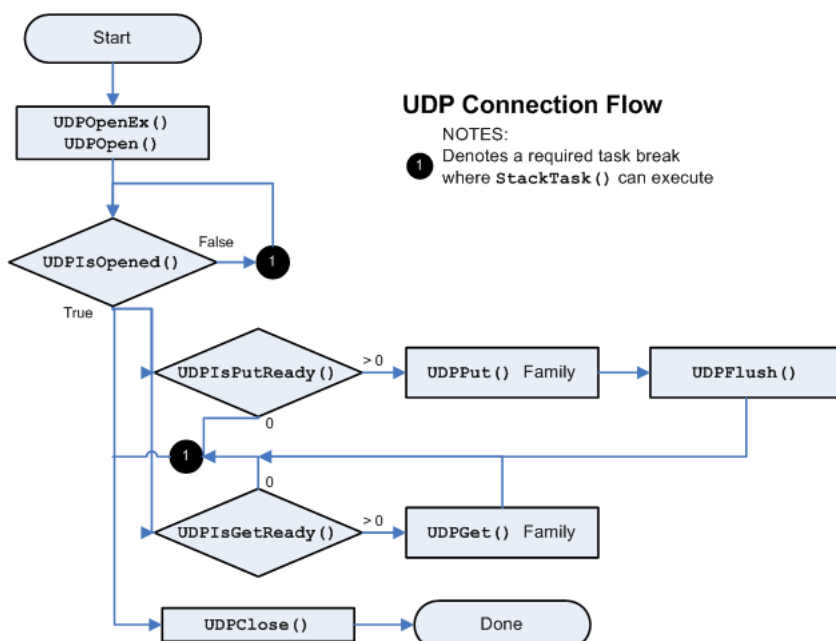 Start
UDPOpenEx()
UDPOpen()
UDP Connection Flow
NOTES:
1
Denotes a required task break
where StackTask() can execute
UDPIsOpened()
False
1
True
UDPIsPutReady()
> 0
UDPPut() Family
UDPFlush()
0
1
0
UDPIsGetReady()
> 0
UDPGet() Family
UDPClose()
Done